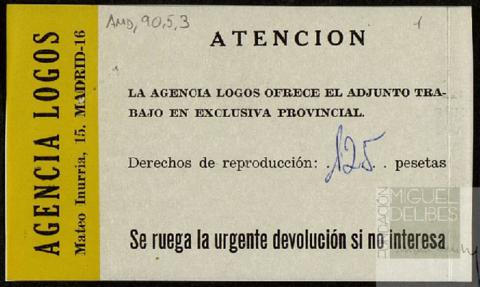 AMD, 90, 5, 3
1
AGENCIA LOGOS
Mateo Inurria, 15. MADRID-16
ATENCION
LA AGENCIA LOGOS OFRECE EL ADJUNTO TRA-
BAJO EN EXCLUSIVA PROVINCIAL.
Derechos de reproducción: 125 pesetas
Se ruega la urgente devolución si no interesa
FUNDACIÓN
MIGUEL
DELIBES